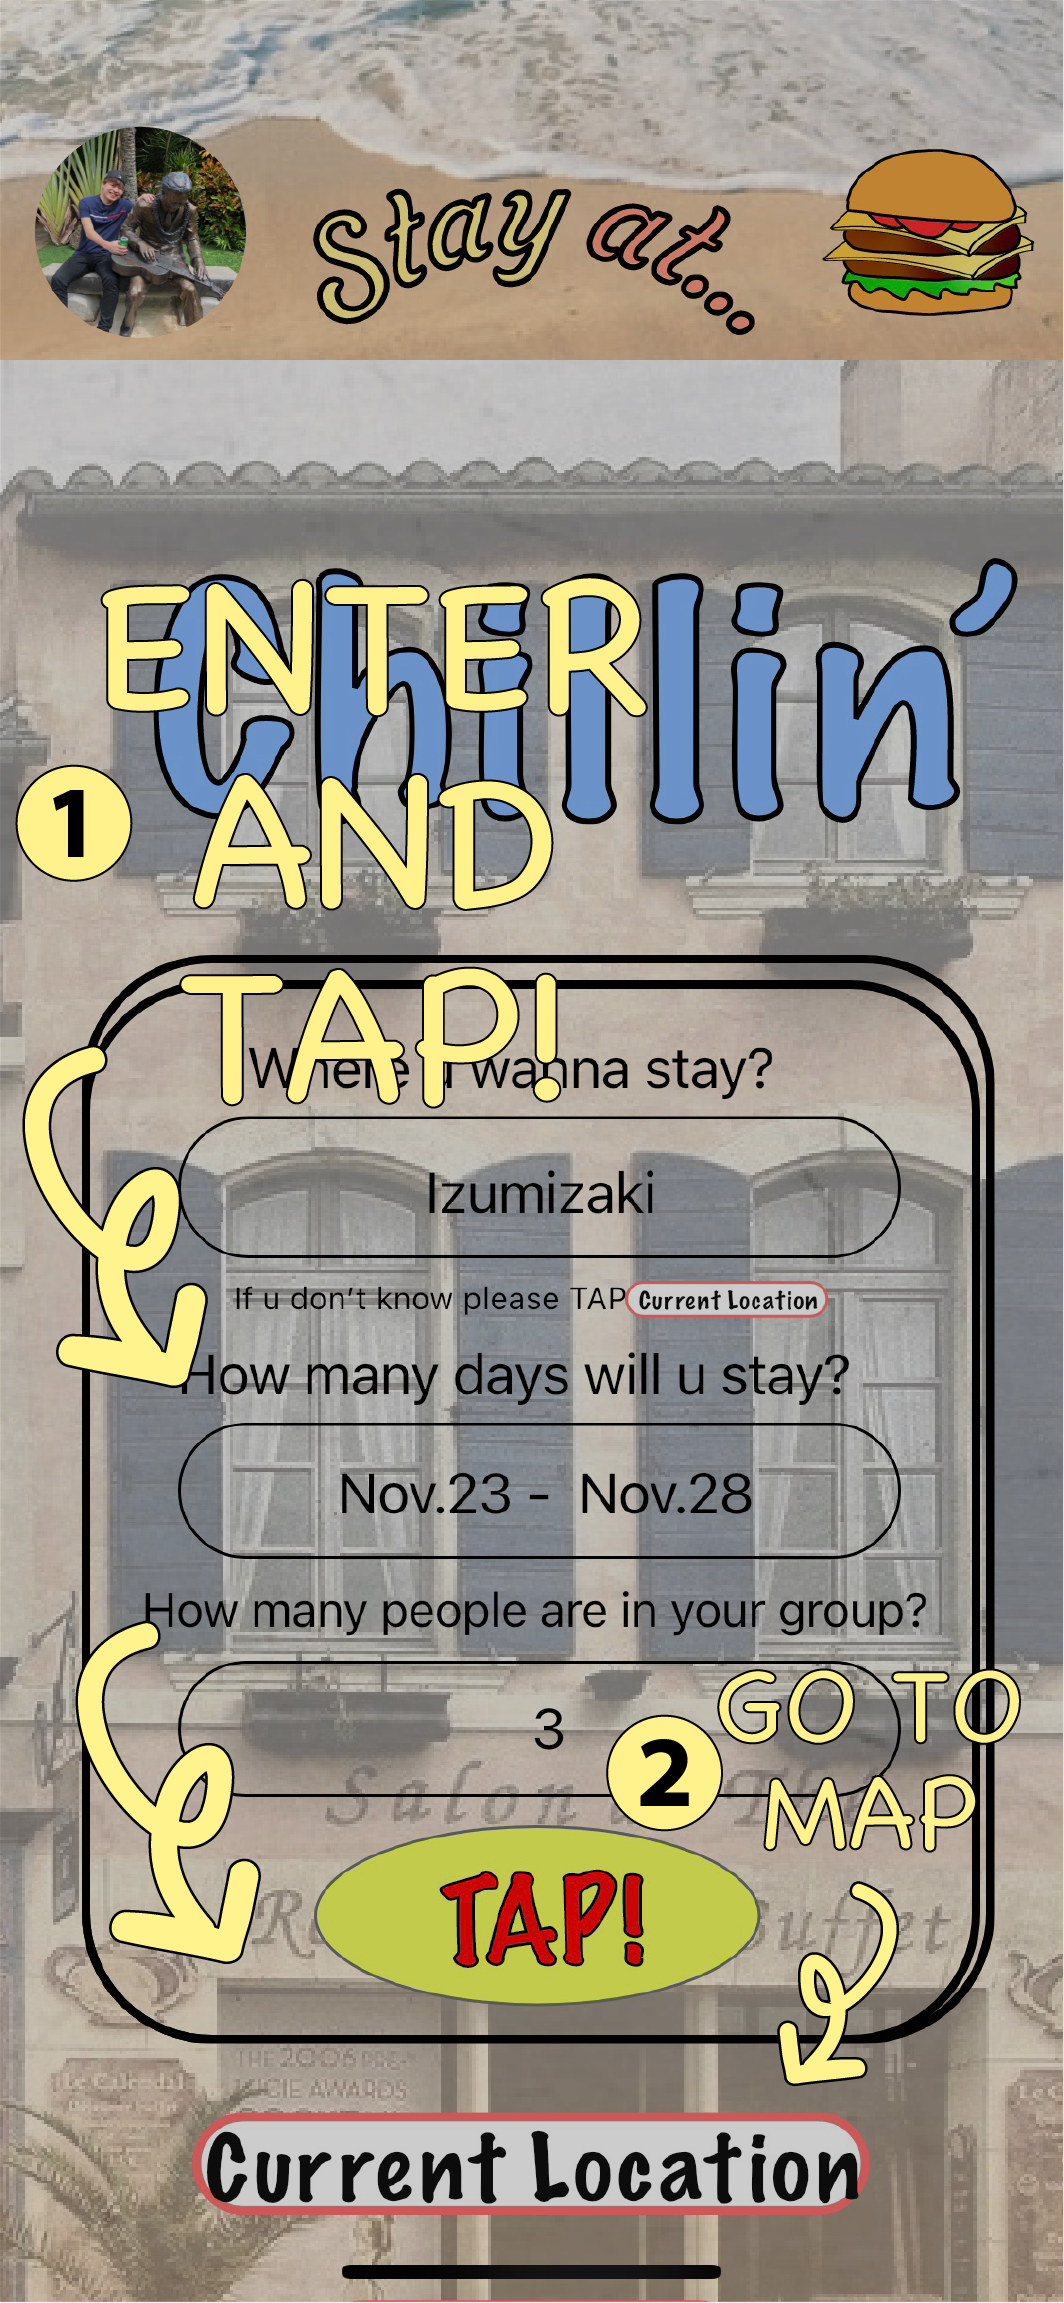 Stay at...
Chillin’
ENTER
AND
TAP!
1
Where u wanna stay?
Izumizaki
If u don’t know please TAP Current Location
How many days will u stay?
Nov.23 - Nov.28
How many people are in your group?
3
2
GO TO
MAP
Salon
Buffet
TAP!
THE 2006 PRE
AWARDS
Current Location